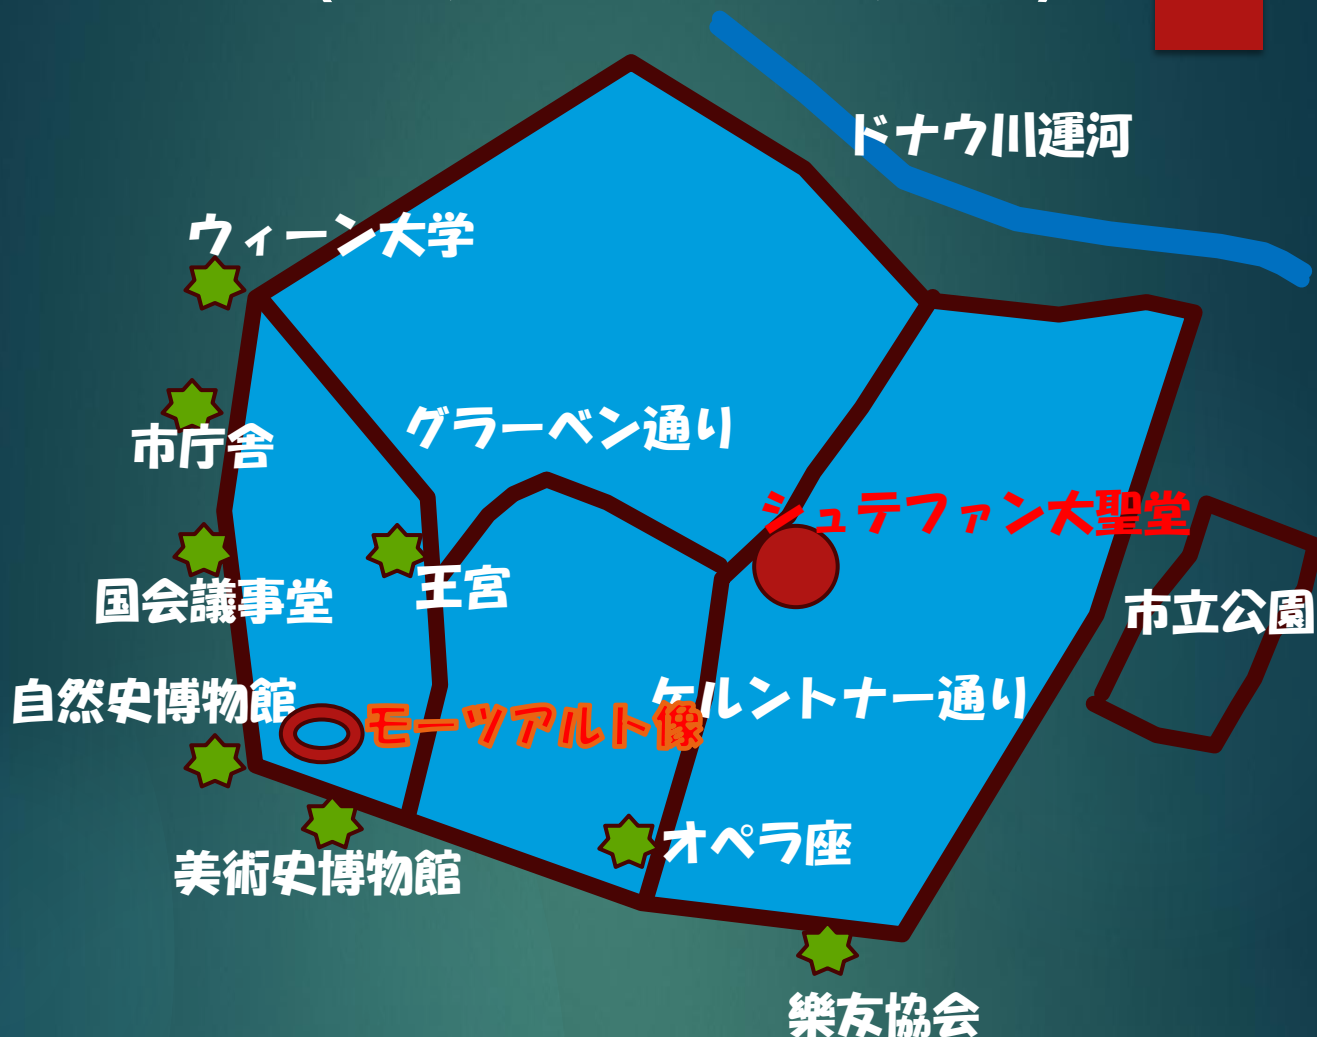 ドナウ川運河
ウィーン大学
グラーベン通り
市庁舎
シュテファン大聖堂
王宮
国会議事堂
市立公園
自然史博物館
ケルントナー通り
モーツアルト像
オペラ座
美術史博物館
樂友協会